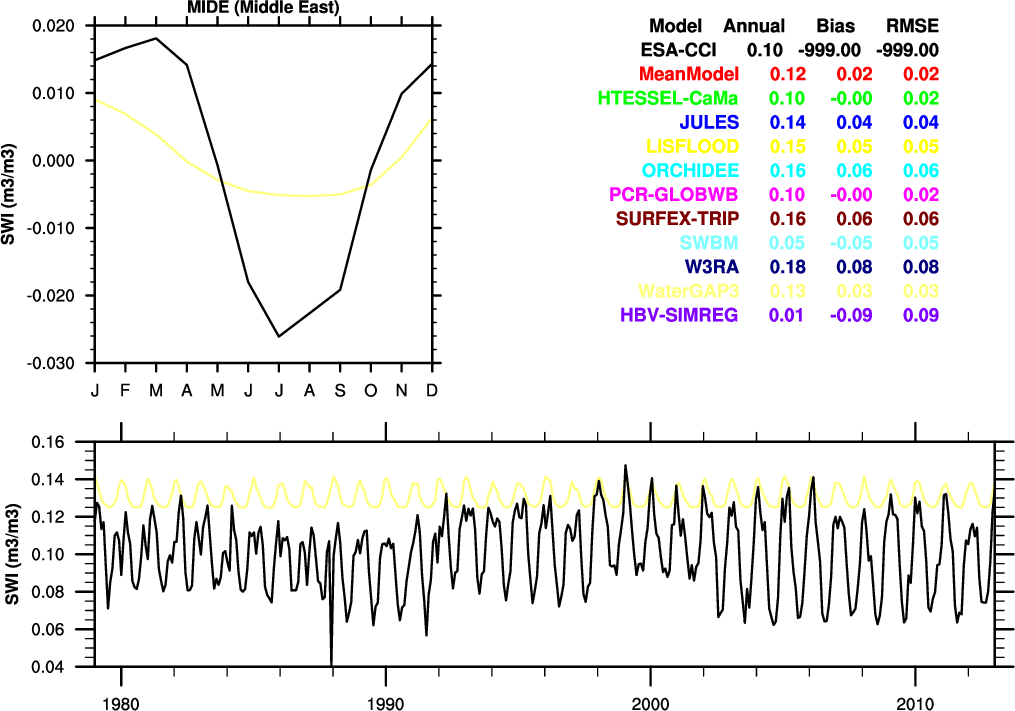 MIDE (Middle East)
0.020
0.010
0.000
-0.010
-0.020
-0.030
SWI (m3/m3)
J F M A M J J A S O N D
Model Annual Bias RMSE
ESA-CCI 0.10 -999.00 -999.00
MeanModel 0.12 0.02 0.02
HTESSEL-CaMa 0.10 -0.00 0.02
JULES 0.14 0.04 0.04
LISFLOOD 0.15 0.05 0.05
ORCHIDEE 0.16 0.06 0.06
PCR-GLOBWB 0.10 -0.00 0.02
SURFEX-TRIP 0.16 0.06 0.06
SWBM 0.05 -0.05 0.05
W3RA 0.18 0.08 0.08
WaterGAP3 0.13 0.03 0.03
HBV-SIMREG 0.01 -0.09 0.09
0.16
0.14
0.12
0.10
0.08
0.06
0.04
SWI (m3/m3)
1980 1990 2000 2010